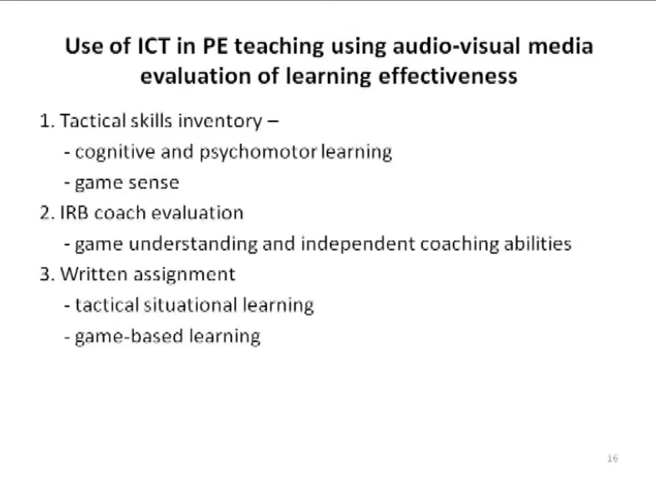 Use of ICT in PE teaching using audio-visual media
evaluation of learning effectiveness
1. Tactical skills inventory –
- cognitive and psychomotor learning
- game sense
2. IRB coach evaluation
- game understanding and independent coaching abilities
3. Written assignment
- tactical situational learning
- game-based learning
16